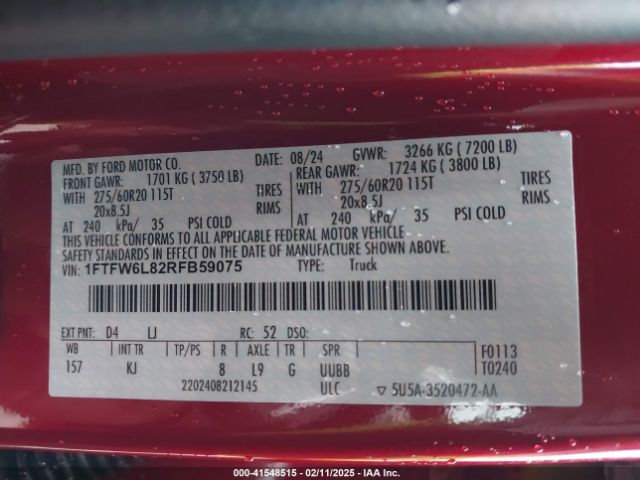 MFD. BY FORD MOTOR CO.
DATE: 08/24 GVWR: 3266 KG ( 7200 LB)
FRONT GAWR: 1701 KG ( 3750 LB) REAR GAWR: 1724 KG ( 3800 LB)
WITH 275/60R20 115T TIRES WITH 275/60R20 115T TIRES
20x8.5J RIMS 20x8.5J RIMS
AT 240 kPa/ 35 PSI COLD AT 240 kPa/ 35 PSI COLD
THIS VEHICLE CONFORMS TO ALL APPLICABLE FEDERAL MOTOR VEHICLE
SAFETY STANDARDS IN EFFECT ON THE DATE OF MANUFACTURE SHOWN ABOVE.
VIN: 1FTFW6L82RFB59075 TYPE: Truck
EXT PNT: D4 LJ RC: 52 DSO:
WB INT TR TP/PS R AXLE TR SPR F0113
157 KJ 8 L9 G UUBB T0240
2202408212145 ULC ▽ 5U5A-3520472-AA
000-41548515 - 02/11/2025 - IAA Inc.